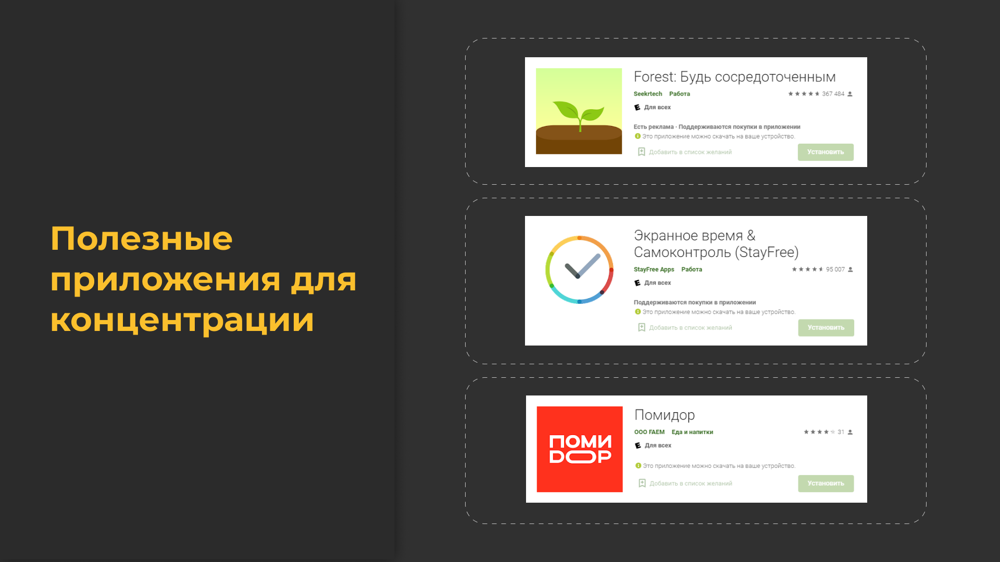 Полезные
приложения для
концентрации
Forest: Будь сосредоточенным
Seekrtech Работа 367 484
E Для всех
Есть реклама · Поддерживаются покупки в приложении
Это приложение можно скачать на ваше устройство.
Добавить в список желаний Установить
Экранное время &
Самоконтроль (StayFree)
StayFree Apps Работа 95 007
E Для всех
Поддерживаются покупки в приложении
Это приложение можно скачать на ваше устройство.
Добавить в список желаний Установить
ПОМИ
DОР
Помидор
ООО FAEM Еда и напитки 31
E Для всех
Это приложение можно скачать на ваше устройство.
Добавить в список желаний Установить